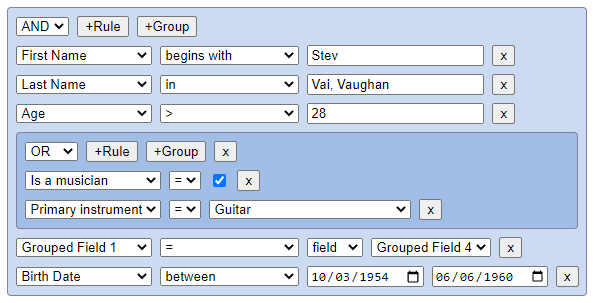 AND +Rule +Group
First Name begins with Stev
Last Name in Vai, Vaughan x
Age > 28 x
OR +Rule +Group x
Is a musician = x
Primary instrument = Guitar x
Grouped Field 1 = field Grouped Field 4 x
Birth Date between 10/03/1954 06/06/1960 x